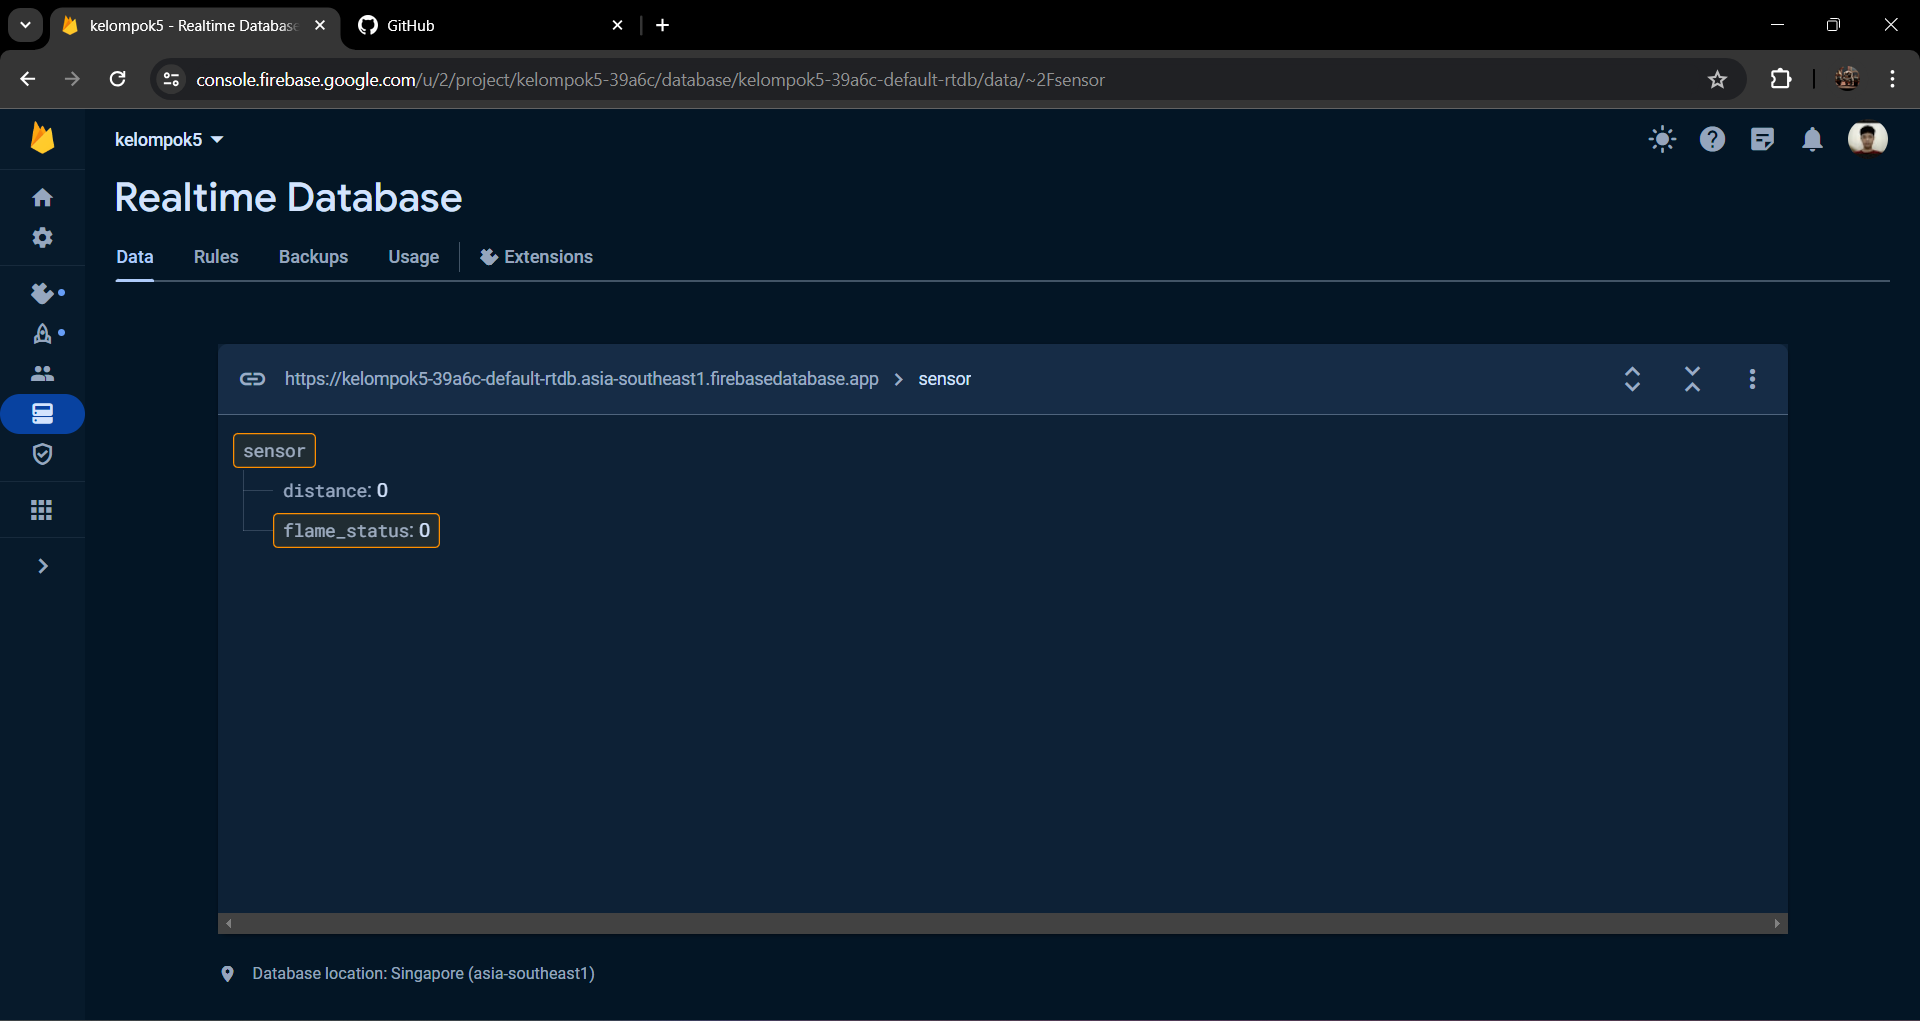 kelompok5 - Realtime Database
GitHub
console.firebase.google.com/u/2/project/kelompok5-39a6c/database/kelompok5-39a6c-default-rtdb/data/~2Fsensor
kelompok5
Realtime Database
Data
Rules
Backups
Usage
Extensions
https://kelompok5-39a6c-default-rtdb.asia-southeast1.firebasedatabase.app
sensor
sensor
distance: 0
flame_status: 0
Database location: Singapore (asia-southeast1)